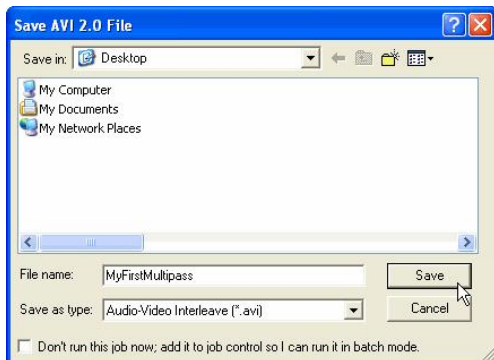 Save AVI 2.0 File
Save in: Desktop
My Computer
My Documents
My Network Places
File name: MyFirstMultipass Save
Save as type: Audio-Video Interleave (*.avi) Cancel
Don't run this job now; add it to job control so I can run it in batch mode.